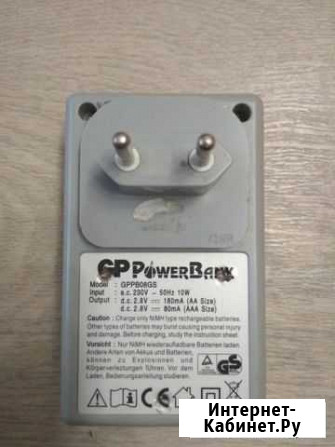 GP PowerBank
Model : GPPB08GS
Input : a.c. 230V ~ 50Hz 10W
Output : d.c. 2.8V ⎓ 180mA (AA Size)
d.c. 2.8V ⎓ 80mA (AAA Size)
Caution : Charge only NiMH type rechargeable batteries.
Other types of batteries may burst causing personal injury
and damage. Before charging, study the instruction sheet.
Vorsicht : Nur NiMH wiederaufladbare Batterien
laden. Andere Arten von Akkus und Batterien
können zu Explosionen und
Körperverletzungen führen. Vor dem
Laden, Bedienungsanleitung studieren.
CE
GS
Интернет-
Кабинет.Ру